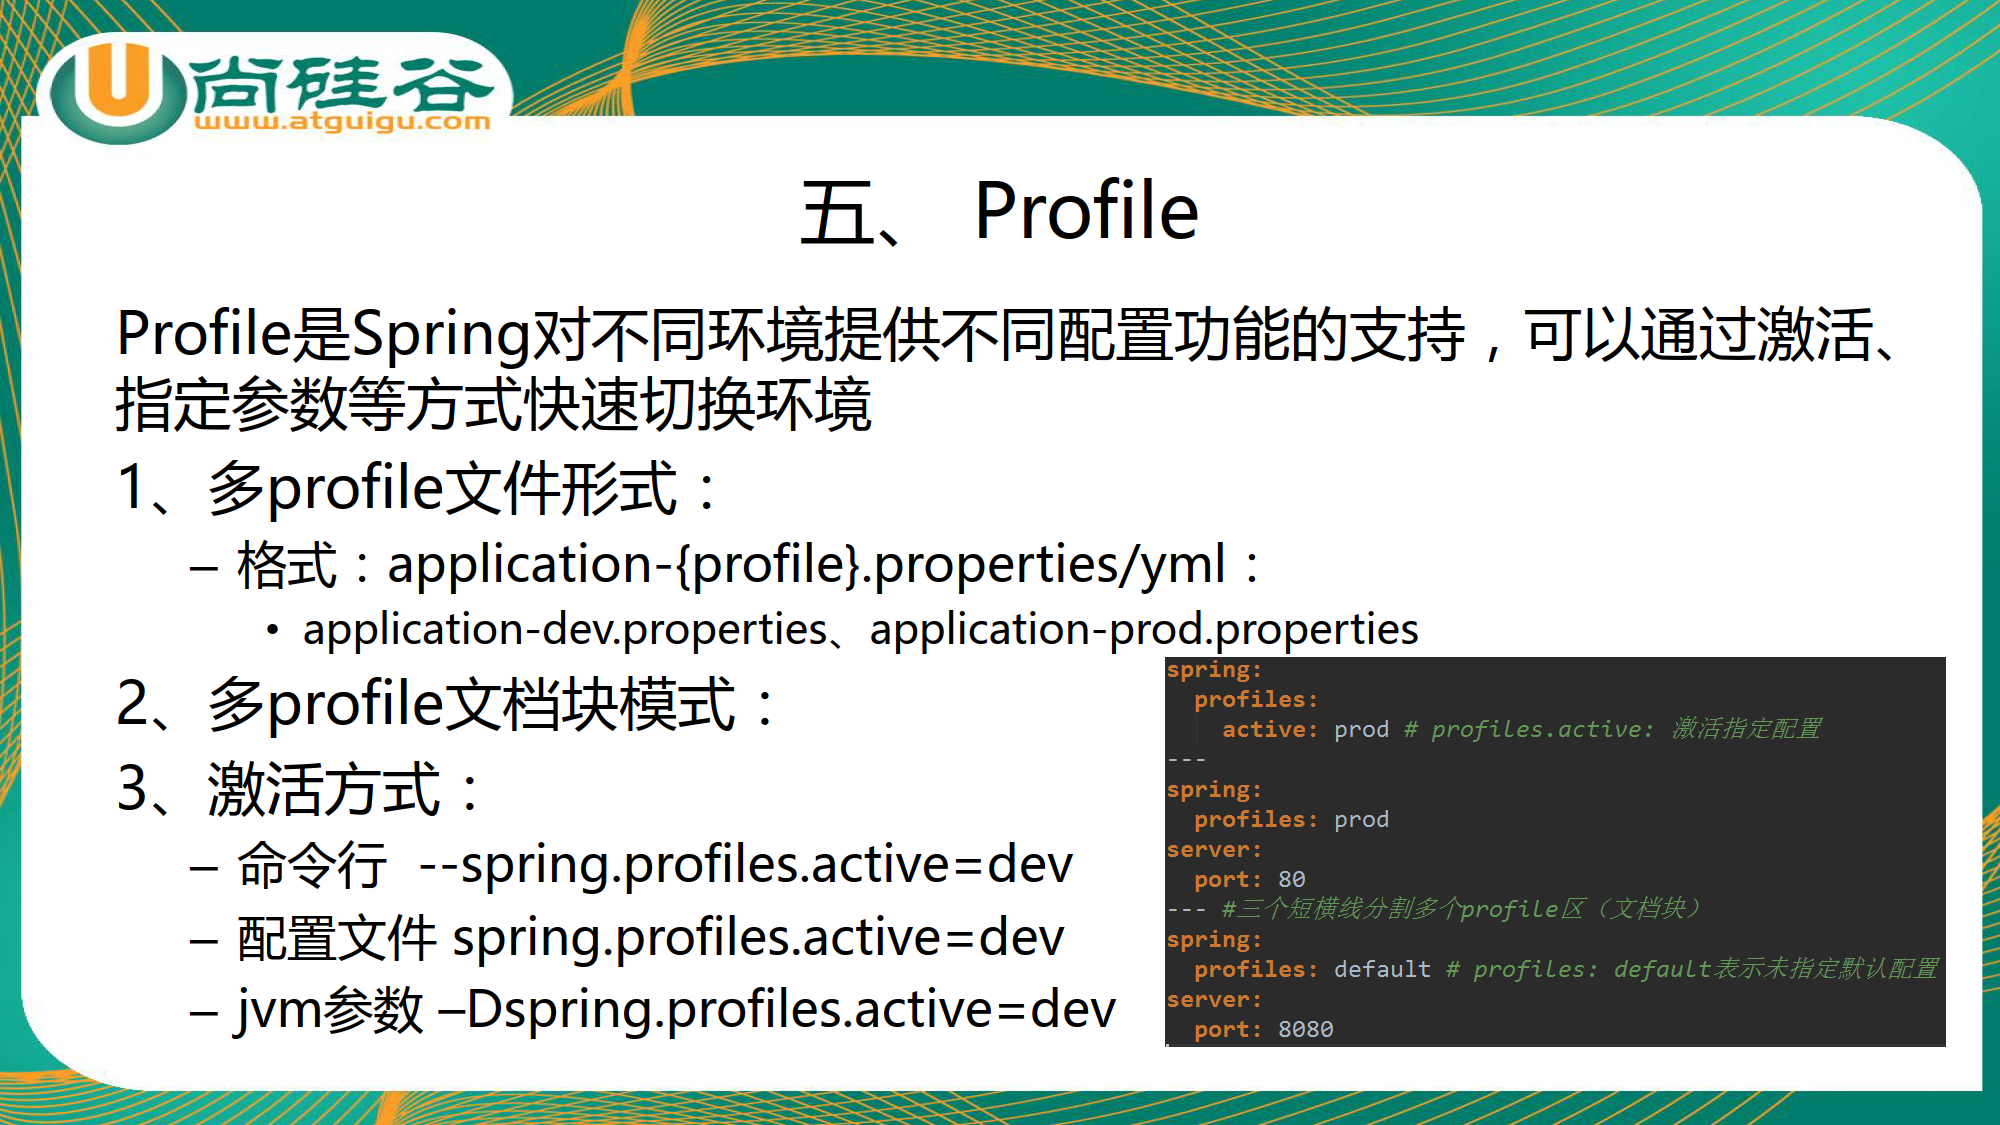 尚硅谷
www.atguigu.com
五、 Profile
Profile是Spring对不同环境提供不同配置功能的支持，可以通过激活、
指定参数等方式快速切换环境
1、多profile文件形式：
– 格式：application-{profile}.properties/yml：
• application-dev.properties、application-prod.properties
2、多profile文档块模式：
3、激活方式：
– 命令行 --spring.profiles.active=dev
– 配置文件 spring.profiles.active=dev
– jvm参数 –Dspring.profiles.active=dev
spring:
  profiles:
    active: prod # profiles.active: 激活指定配置
---
spring:
  profiles: prod
server:
  port: 80
--- #三个短横线分割多个profile区（文档块）
spring:
  profiles: default # profiles: default表示未指定默认配置
server:
  port: 8080